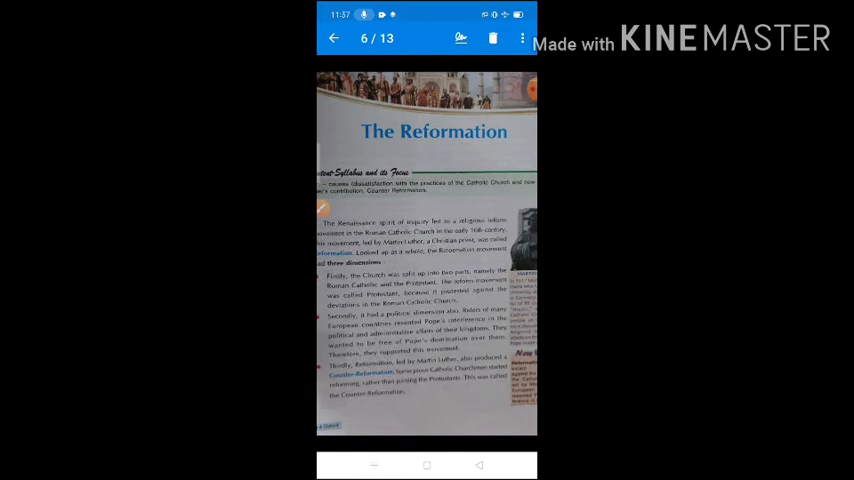 11:37
6 / 13
Made with KINEMASTER
The Reformation
ntent-Syllabus and its Focus
– causes (dissatisfaction with the practices of the Catholic Church and new
er's contribution, Counter Reformation.
The Renaissance spirit of inquiry led to a religious reform
ovement in the Roman Catholic Church in the early 16th century.
his movement, led by Martin Luther, a Christian priest, was called
eformation. Looked up as a whole, the Reformation movement
ad three dimensions
Firstly, the Church was split up into two parts, namely the
Roman Catholic and the Protestant. The reform movement
was called Protestant, because it protested against the
deviations in the Roman Catholic Church.
Secondly, it had a political dimension also. Rulers of many
European countries resented Pope's interference in the
political and administrative affairs of their kingdoms. They
wanted to be free of Pope's domination over them.
Therefore, they supported this movement.
Thirdly, Reformation, led by Martin Luther, also produced a
Counter-Reformation. Some pious Catholic Churchmen started
reforming, rather than joining the Protestants. This was called
the Counter-Reformation.
MARTIN